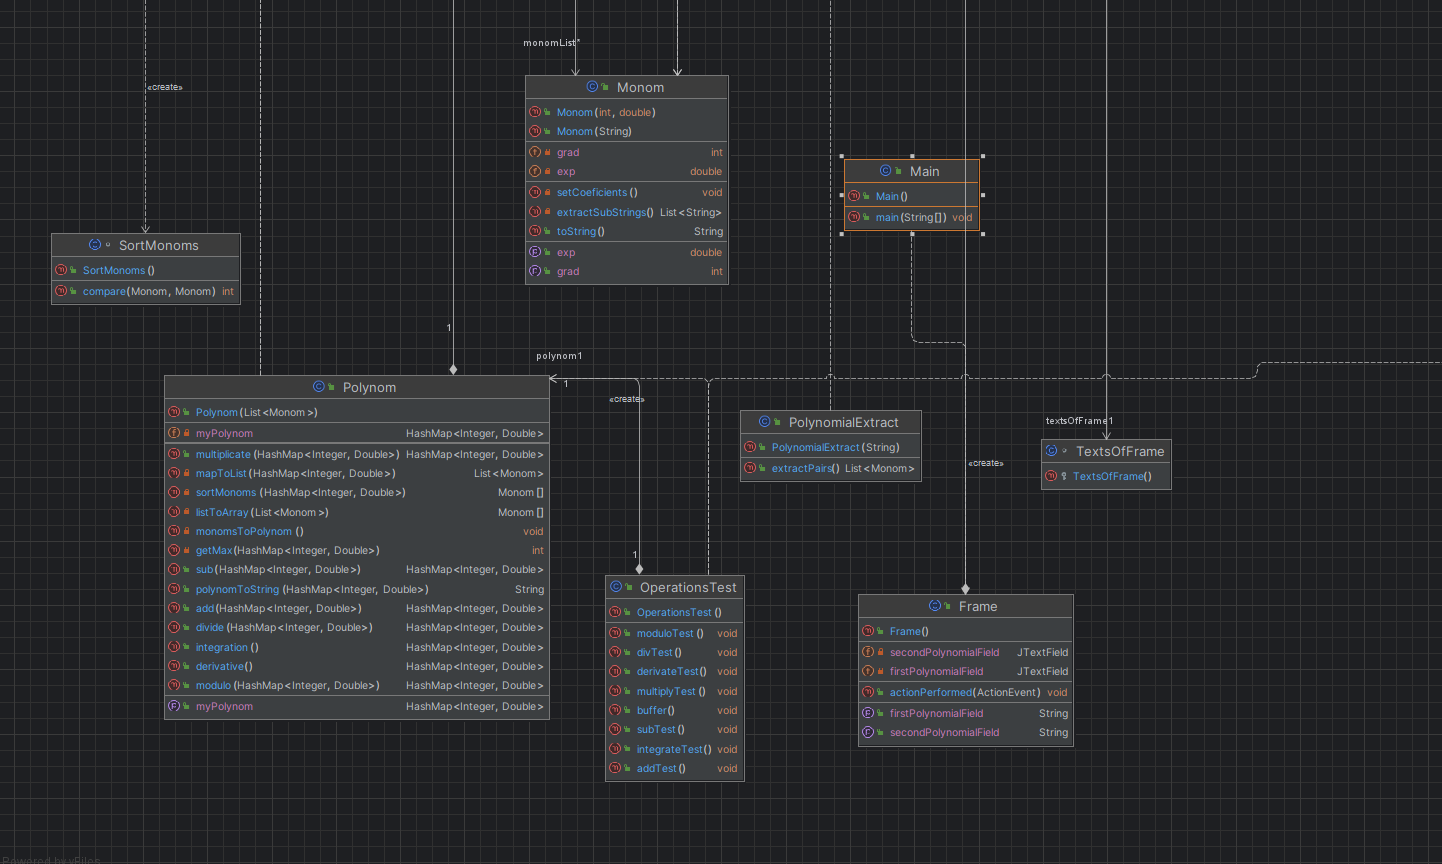 monomList*
«create»
Monom
Monom(int, double)
Monom(String)
grad int
exp double
setCoeficients() void
extractSubStrings() List<String>
toString() String
exp double
grad int
Main
Main()
main(String[]) void
SortMonoms
SortMonoms()
compare(Monom, Monom) int
1
polynom1
1
Polynom
Polynom(List<Monom>)
myPolynom HashMap<Integer, Double>
multiplicate(HashMap<Integer, Double>) HashMap<Integer, Double>
mapToList(HashMap<Integer, Double>) List<Monom>
sortMonoms(HashMap<Integer, Double>) Monom[]
listToArray(List<Monom>) Monom[]
monomsToPolynom() void
getMax(HashMap<Integer, Double>) int
sub(HashMap<Integer, Double>) HashMap<Integer, Double>
polynomToString(HashMap<Integer, Double>) String
add(HashMap<Integer, Double>) HashMap<Integer, Double>
divide(HashMap<Integer, Double>) HashMap<Integer, Double>
integration() HashMap<Integer, Double>
derivative() HashMap<Integer, Double>
modulo(HashMap<Integer, Double>) HashMap<Integer, Double>
myPolynom HashMap<Integer, Double>
«create»
PolynomialExtract
PolynomialExtract(String)
extractPairs() List<Monom>
textsOfFrame1
TextsOfFrame
TextsOfFrame()
«create»
1
OperationsTest
OperationsTest()
moduloTest() void
divTest() void
derivateTest() void
multiplyTest() void
buffer() void
subTest() void
integrateTest() void
addTest() void
Frame
Frame()
secondPolynomialField JTextField
firstPolynomialField JTextField
actionPerformed(ActionEvent) void
firstPolynomialField String
secondPolynomialField String
Powered by yFiles